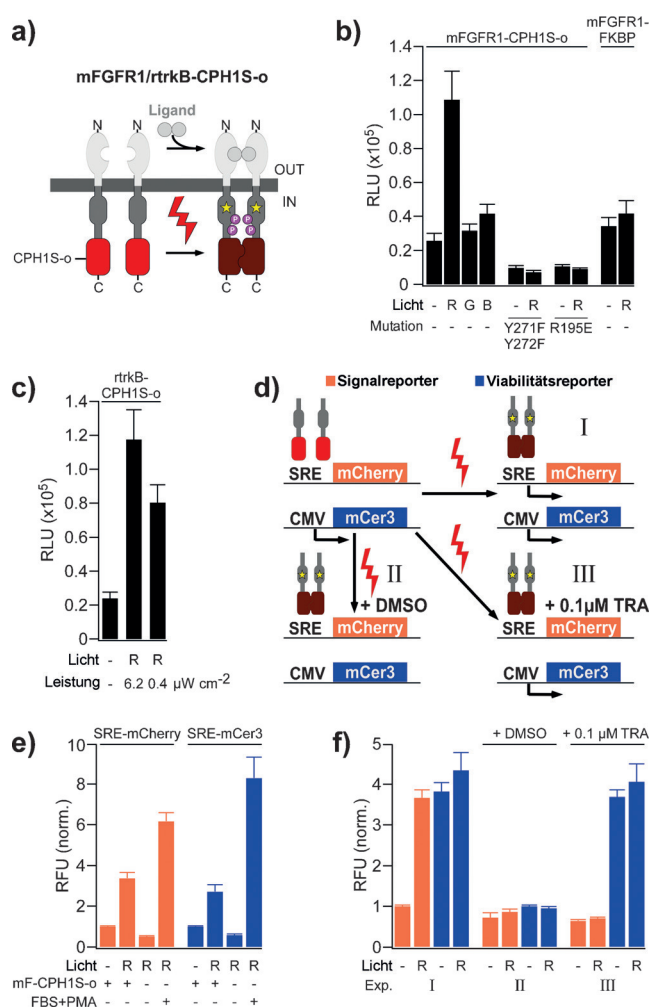 a)
mFGFR1/rtrkB-CPH1S-o
Ligand
N N N N
OUT
IN
P P
P P
CPH1S-o
C C C C
b)
mFGFR1-CPH1S-o
mFGFR1-
FKBP
RLU (x10⁵)
1.4
1.2
1.0
0.8
0.6
0.4
0.2
0
Licht - R G B - R - R - R
Mutation - - - - Y271F R195E - -
Y272F
c)
rtrkB-
CPH1S-o
RLU (x10⁵)
1.4
1.2
1.0
0.8
0.6
0.4
0.2
0
Licht - R R
Leistung - 6.2 0.4 µW cm⁻²
d)
Signalreporter Viabilitätsreporter
I
SRE mCherry SRE mCherry
CMV mCer3 CMV mCer3
II III
+ DMSO + 0.1µM TRA
SRE mCherry SRE mCherry
CMV mCer3 CMV mCer3
e)
SRE-mCherry SRE-mCer3
RFU (norm.)
10
8
6
4
2
0
Licht - R R R - R R R
mF-CPH1S-o + + - - + + - -
FBS+PMA - - - + - - - +
f)
+ DMSO + 0.1 µM TRA
RFU (norm.)
5
4
3
2
1
0
Licht - R - R - R - R - R - R
Exp. I II III